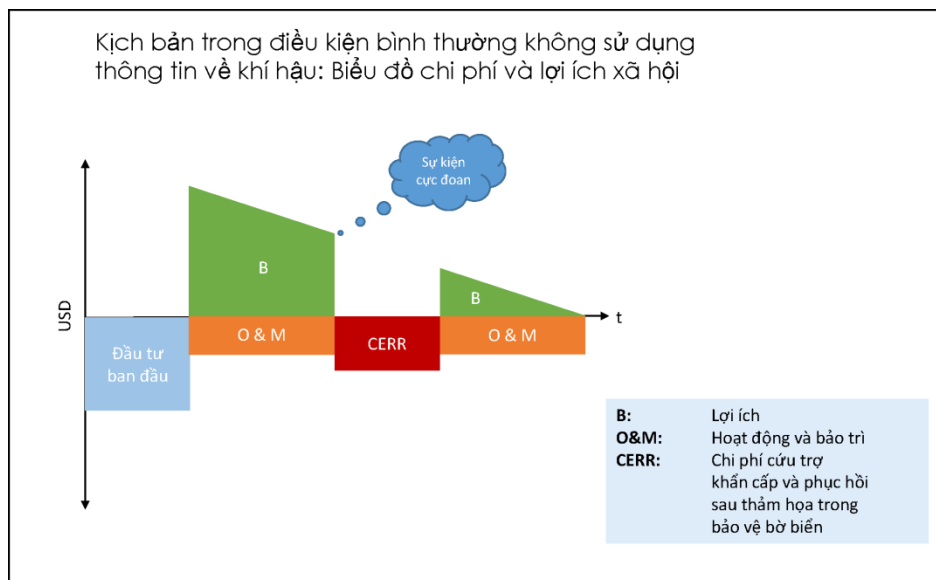 Kịch bản trong điều kiện bình thường không sử dụng
thông tin về khí hậu: Biểu đồ chi phí và lợi ích xã hội
Sự kiện
cực đoan
B
B
USD
t
O & M
CERR
O & M
Đầu tư
ban đầu
B: Lợi ích
O&M: Hoạt động và bảo trì
CERR: Chi phí cứu trợ
khẩn cấp và phục hồi
sau thảm họa trong
bảo vệ bờ biển